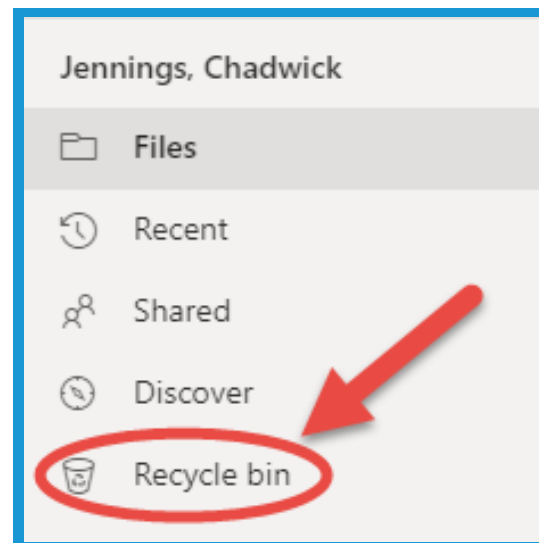 Jennings, Chadwick
Files
Recent
Shared
Discover
Recycle bin